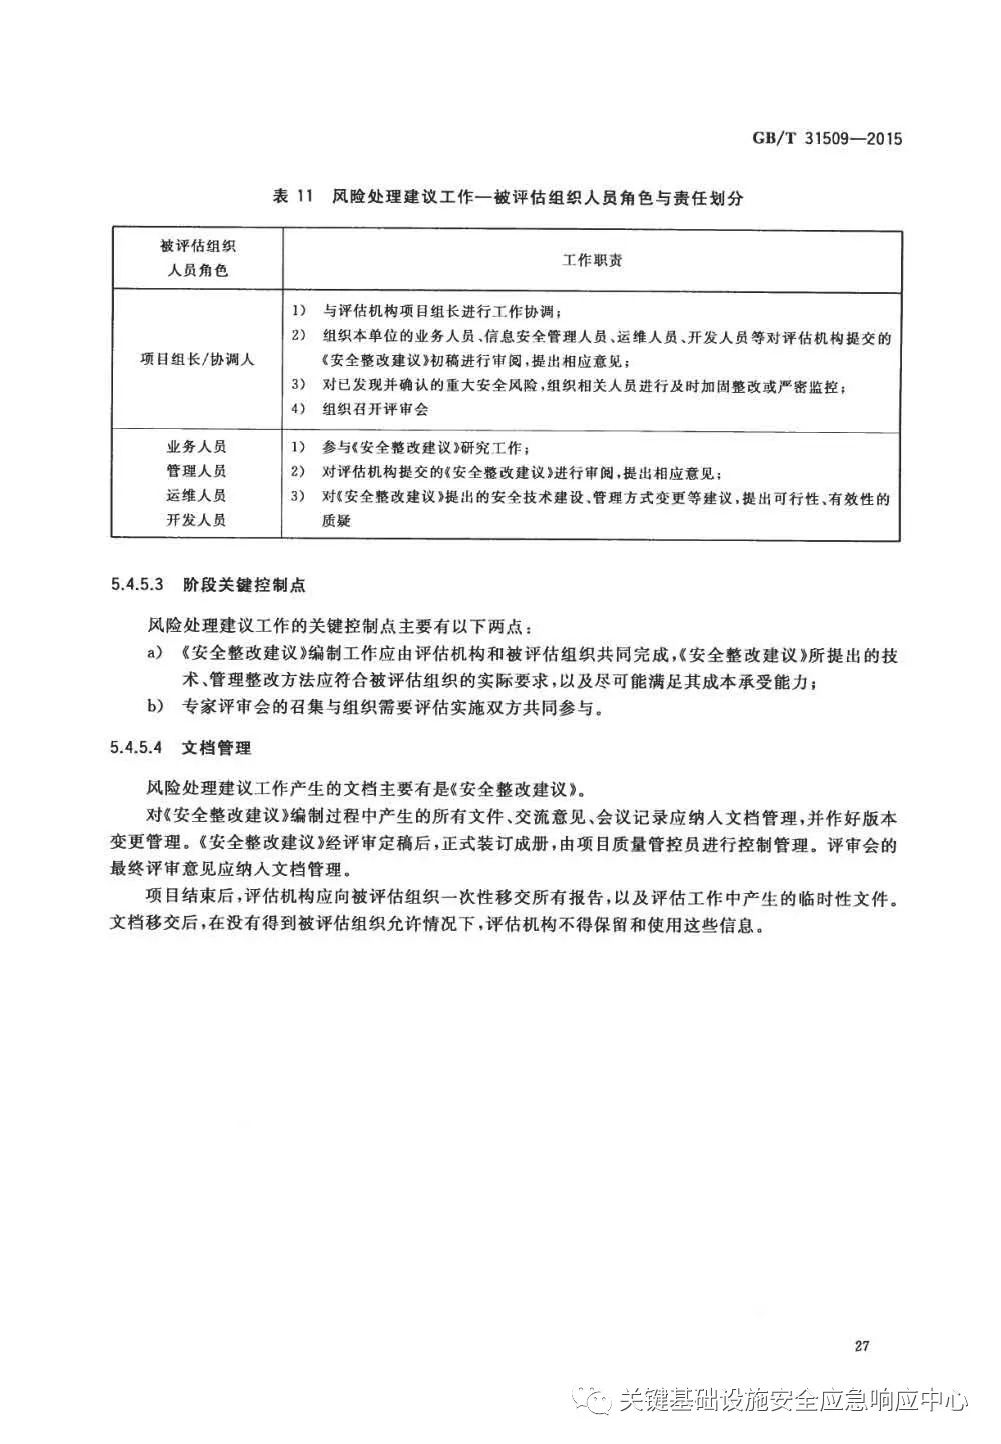 GB/T 31509—2015
表 11 风险处理建议工作—被评估组织人员角色与责任划分
被评估组织
人员角色
工作职责
项目组长/协调人
1) 与评估机构项目组长进行工作协调;
2) 组织本单位的业务人员、信息安全管理人员、运维人员、开发人员等对评估机构提交的
《安全整改建议》初稿进行审阅,提出相应意见;
3) 对已发现并确认的重大安全风险,组织相关人员进行及时加固整改或严密监控;
4) 组织召开评审会
业务人员
管理人员
运维人员
开发人员
1) 参与《安全整改建议》研究工作;
2) 对评估机构提交的《安全整改建议》进行审阅,提出相应意见;
3) 对《安全整改建议》提出的安全技术建设、管理方式变更等建议,提出可行性、有效性的
质疑
5.4.5.3 阶段关键控制点
风险处理建议工作的关键控制点主要有以下两点:
a) 《安全整改建议》编制工作应由评估机构和被评估组织共同完成,《安全整改建议》所提出的技
术、管理整改方法应符合被评估组织的实际要求,以及尽可能满足其成本承受能力;
b) 专家评审会的召集与组织需要评估实施双方共同参与。
5.4.5.4 文档管理
风险处理建议工作产生的文档主要有是《安全整改建议》。
对《安全整改建议》编制过程中产生的所有文件、交流意见、会议记录应纳入文档管理,并作好版本
变更管理。《安全整改建议》经评审定稿后,正式装订成册,由项目质量管控员进行控制管理。评审会的
最终评审意见应纳入文档管理。
项目结束后,评估机构应向被评估组织一次性移交所有报告,以及评估工作中产生的临时性文件。
文档移交后,在没有得到被评估组织允许情况下,评估机构不得保留和使用这些信息。
27
关键基础设施安全应急响应中心